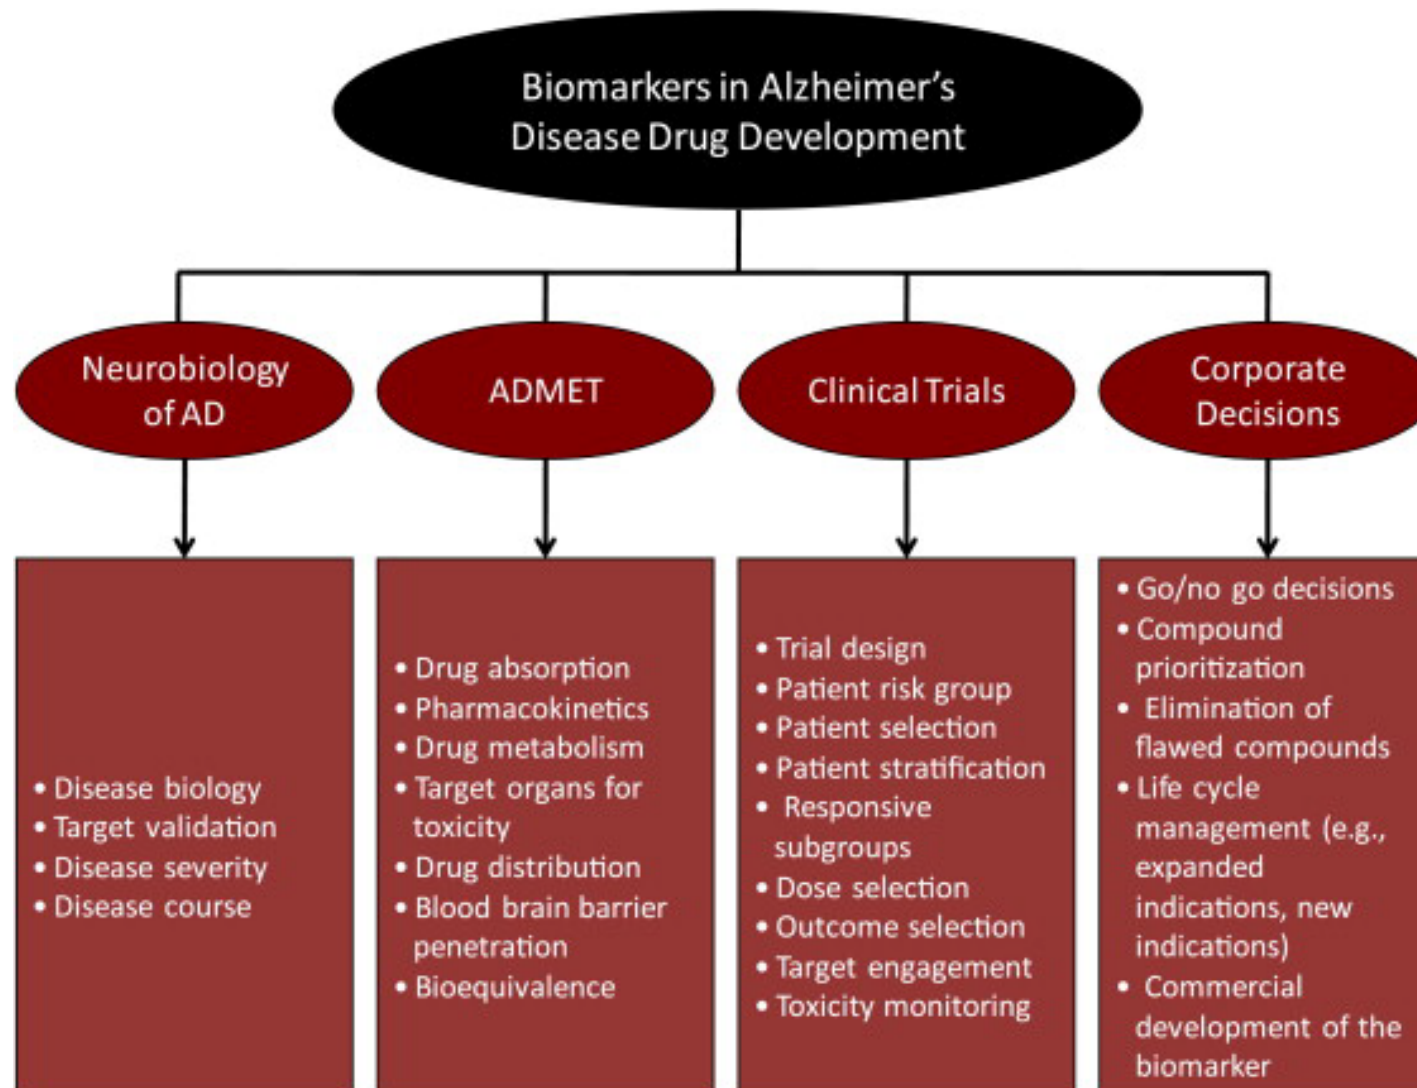 Biomarkers in Alzheimer’s
Disease Drug Development
Neurobiology
of AD
ADMET
Clinical Trials
Corporate
Decisions
• Disease biology
• Target validation
• Disease severity
• Disease course
• Drug absorption
• Pharmacokinetics
• Drug metabolism
• Target organs for
toxicity
• Drug distribution
• Blood brain barrier
penetration
• Bioequivalence
• Trial design
• Patient risk group
• Patient selection
• Patient stratification
• Responsive
subgroups
• Dose selection
• Outcome selection
• Target engagement
• Toxicity monitoring
• Go/no go decisions
• Compound
prioritization
• Elimination of
flawed compounds
• Life cycle
management (e.g.,
expanded
indications, new
indications)
• Commercial
development of the
biomarker